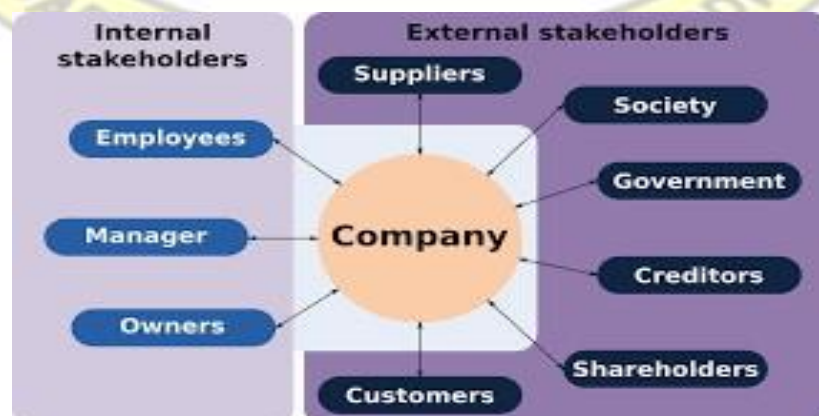 Internal
stakeholders
External stakeholders
Suppliers
Society
Employees
Government
Manager
Company
Creditors
Owners
Shareholders
Customers